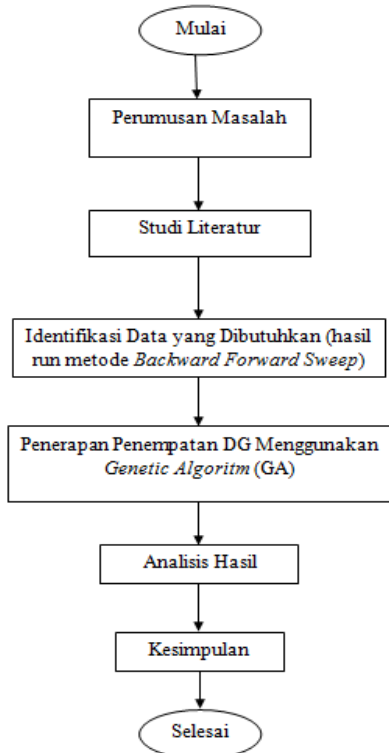 Mulai
Perumusan Masalah
Studi Literatur
Identifikasi Data yang Dibutuhkan (hasil
run metode Backward Forward Sweep)
Penerapan Penempatan DG Menggunakan
Genetic Algoritm (GA)
Analisis Hasil
Kesimpulan
Selesai